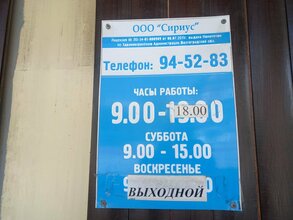 ООО "Сириус"
Телефон: 94-52-83
ЧАСЫ РАБОТЫ:
9.00 - 18.00
СУББОТА
9.00 - 15.00
ВОСКРЕСЕНЬЕ
ВЫХОДНОЙ